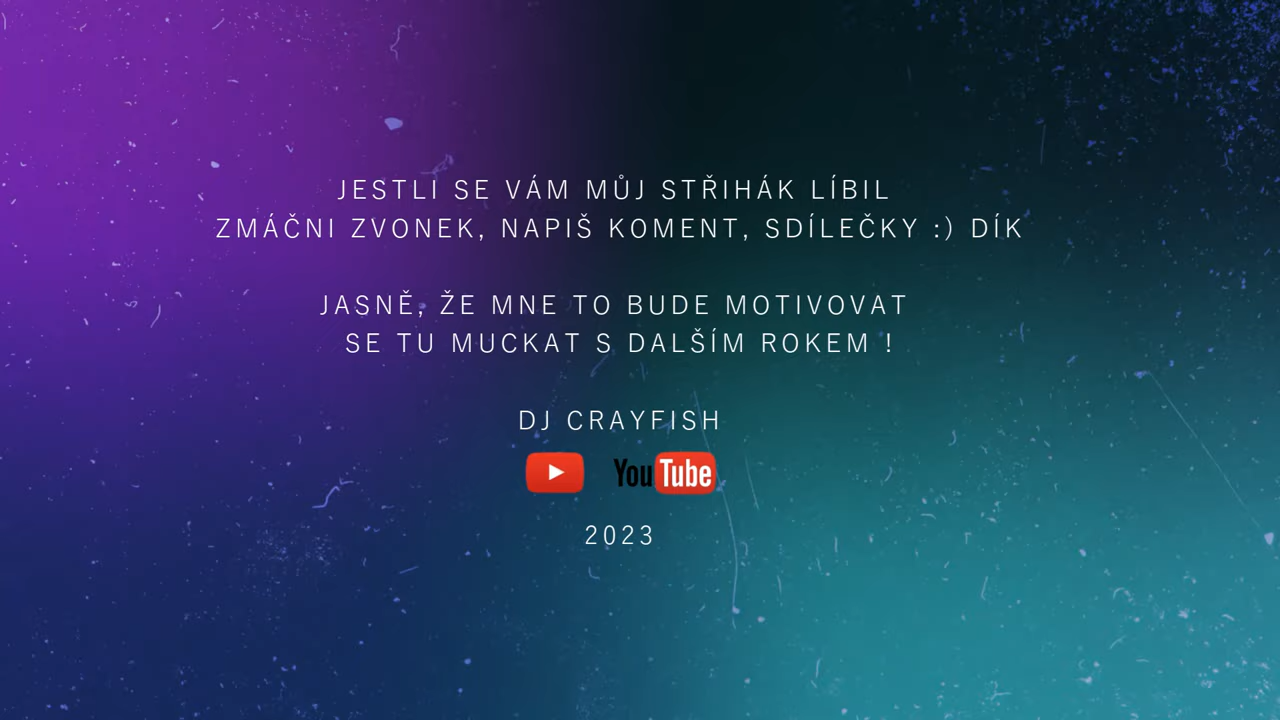 JESTLI SE VÁM MŮJ STŘIHÁK LÍBIL
ZMÁČNI ZVONEK, NAPIŠ KOMENT, SDÍLEČKY :) DÍK
JASNĚ, ŽE MNE TO BUDE MOTIVOVAT
SE TU MUCKAT S DALŠÍM ROKEM !
DJ CRAYFISH
YouTube
2023